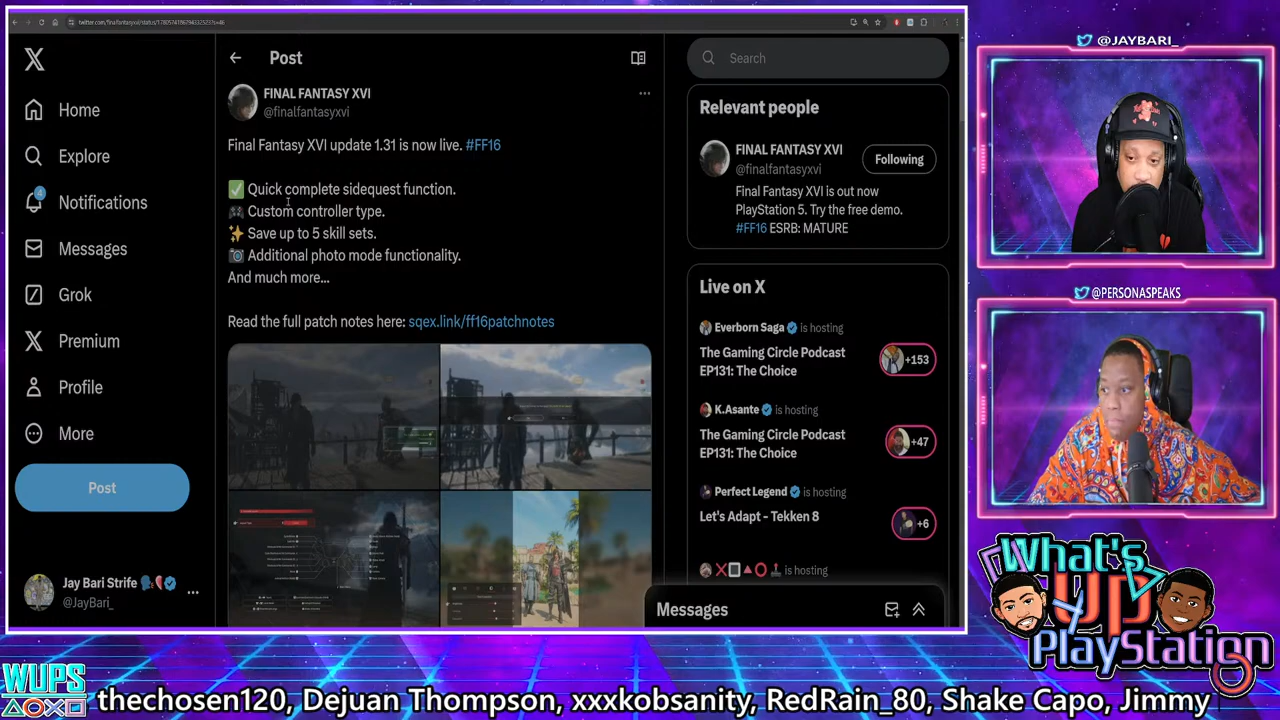 Post
FINAL FANTASY XVI
@finalfantasyxvi
Final Fantasy XVI update 1.31 is now live. #FF16
✅ Quick complete sidequest function.
🎮 Custom controller type.
✨ Save up to 5 skill sets.
📷 Additional photo mode functionality.
And much more...
Read the full patch notes here: sqex.link/ff16patchnotes
Home
Explore
4
Notifications
Messages
Grok
Premium
Profile
More
Post
Jay Bari Strife
@JayBari_
Search
Relevant people
FINAL FANTASY XVI
@finalfantasyxvi
Following
Final Fantasy XVI is out now
PlayStation 5. Try the free demo.
#FF16 ESRB: MATURE
Live on X
Everborn Saga is hosting
The Gaming Circle Podcast
EP131: The Choice
+153
K.Asante is hosting
The Gaming Circle Podcast
EP131: The Choice
+47
Perfect Legend is hosting
Let's Adapt - Tekken 8
+6
is hosting
Messages
@JAYBARI_
@PERSONASPEAKS
What's
Up
PlayStation
WUPS
thechosen120, Dejuan Thompson, xxxkobsanity, RedRain_80, Shake Capo, Jimmy